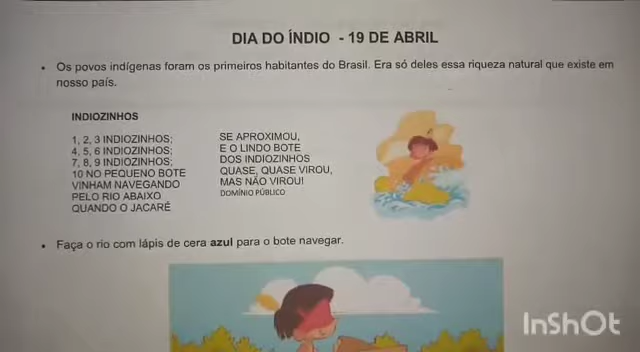 DIA DO ÍNDIO - 19 DE ABRIL
• Os povos indígenas foram os primeiros habitantes do Brasil. Era só deles essa riqueza natural que existe em
nosso país.
INDIOZINHOS
1, 2, 3 INDIOZINHOS;
4, 5, 6 INDIOZINHOS;
7, 8, 9 INDIOZINHOS;
10 NO PEQUENO BOTE
VINHAM NAVEGANDO
PELO RIO ABAIXO
QUANDO O JACARÉ
SE APROXIMOU,
E O LINDO BOTE
DOS INDIOZINHOS
QUASE, QUASE VIROU,
MAS NÃO VIROU!
DOMÍNIO PÚBLICO
• Faça o rio com lápis de cera azul para o bote navegar.
InShOt